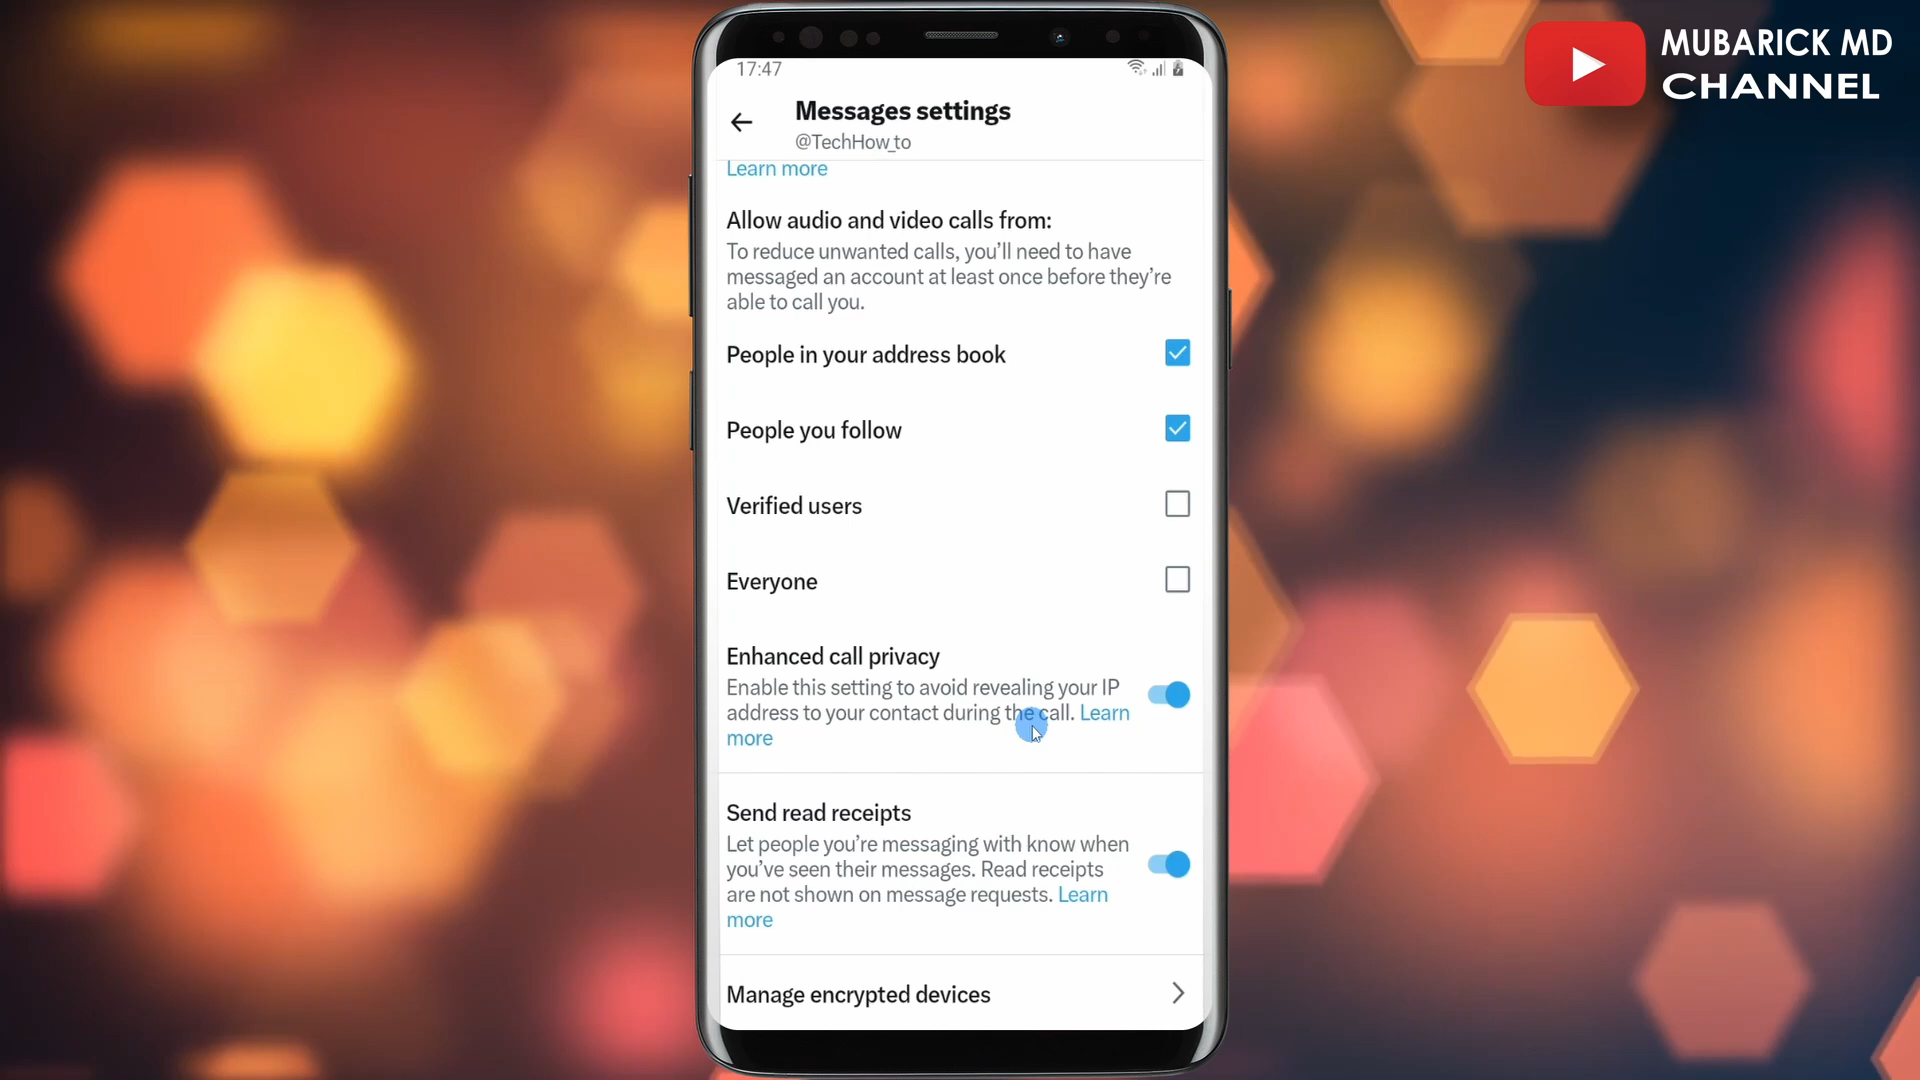 MUBARICK MD
CHANNEL
17:47
Messages settings
@TechHow_to
Learn more
Allow audio and video calls from:
To reduce unwanted calls, you’ll need to have
messaged an account at least once before they’re
able to call you.
People in your address book
People you follow
Verified users
Everyone
Enhanced call privacy
Enable this setting to avoid revealing your IP
address to your contact during the call. Learn
more
Send read receipts
Let people you’re messaging with know when
you’ve seen their messages. Read receipts
are not shown on message requests. Learn
more
Manage encrypted devices